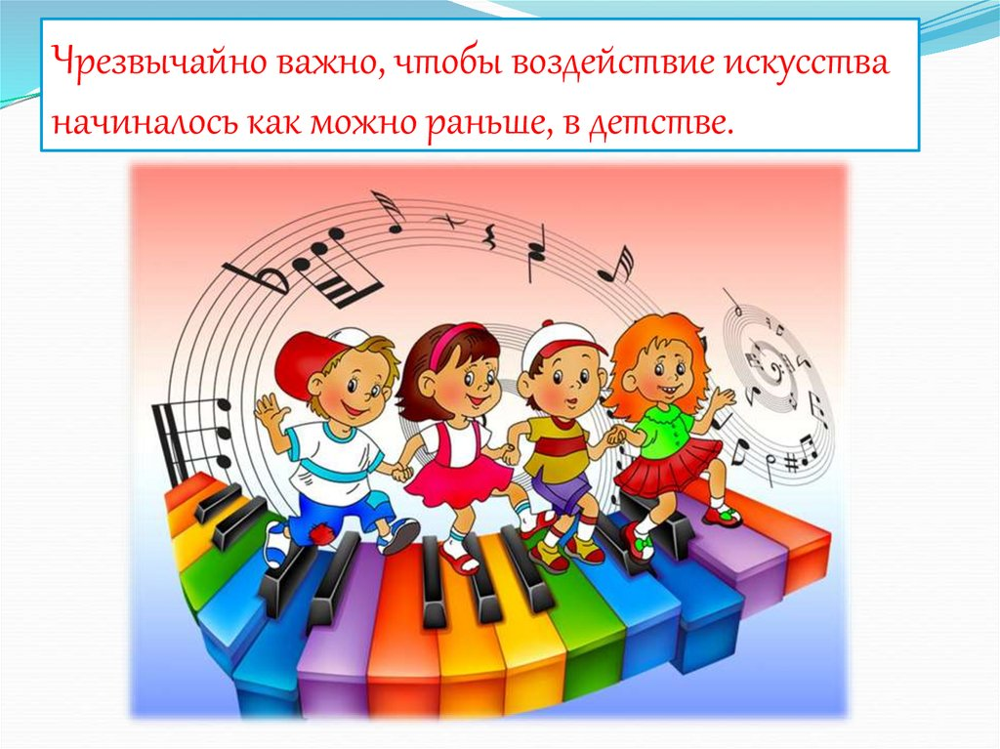 Чрезвычайно важно, чтобы воздействие искусства
начиналось как можно раньше, в детстве.